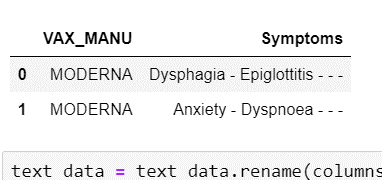 VAX_MANU Symptoms
0 MODERNA Dysphagia - Epiglottitis - - -
1 MODERNA Anxiety - Dyspnoea - - -
text data = text data.rename(columns